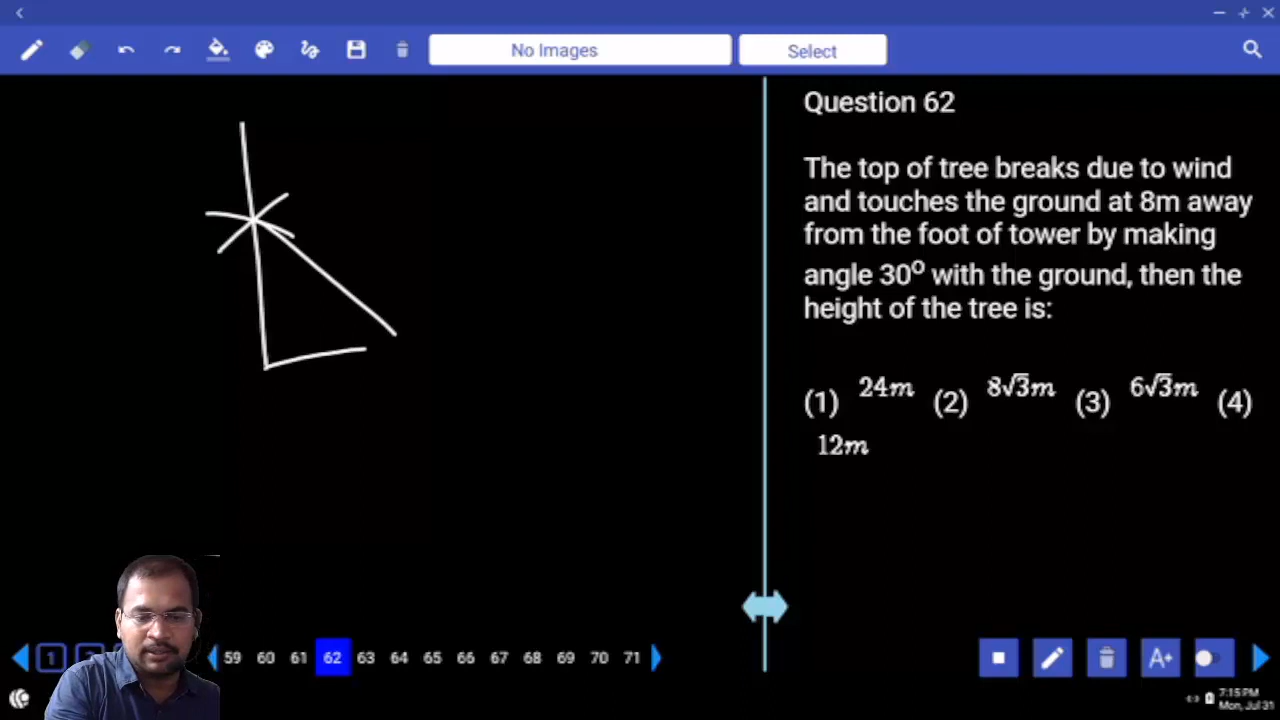 No Images
Select
Question 62
The top of tree breaks due to wind
and touches the ground at 8m away
from the foot of tower by making
angle 30⁰ with the ground, then the
height of the tree is:
(1) 24m (2) 8√3m (3) 6√3m (4)
12m
1
59 60 61 62 63 64 65 66 67 68 69 70 71
A+
7:15 PM
Mon, Jul 31